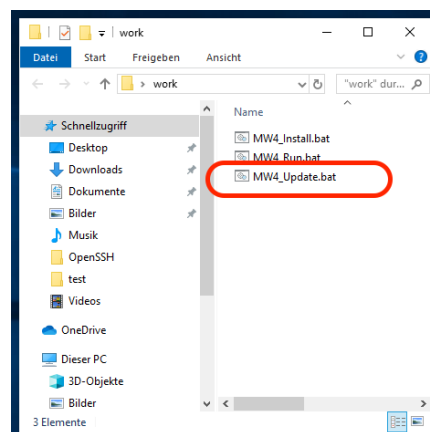 work
Datei Start Freigeben Ansicht
work "work" dur...
Name
Schnellzugriff
Desktop
Downloads
Dokumente
Bilder
Musik
OpenSSH
test
Videos
OneDrive
Dieser PC
3D-Objekte
Bilder
MW4_Install.bat
MW4_Run.bat
MW4_Update.bat
3 Elemente